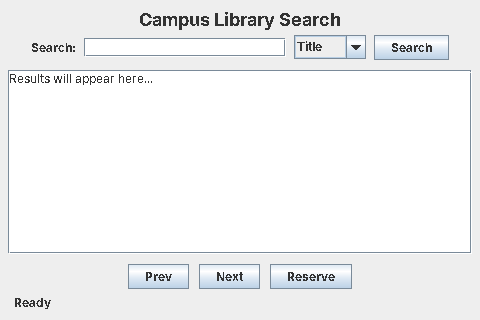 Campus Library Search
Search: Title Search
Results will appear here...
Prev Next Reserve
Ready